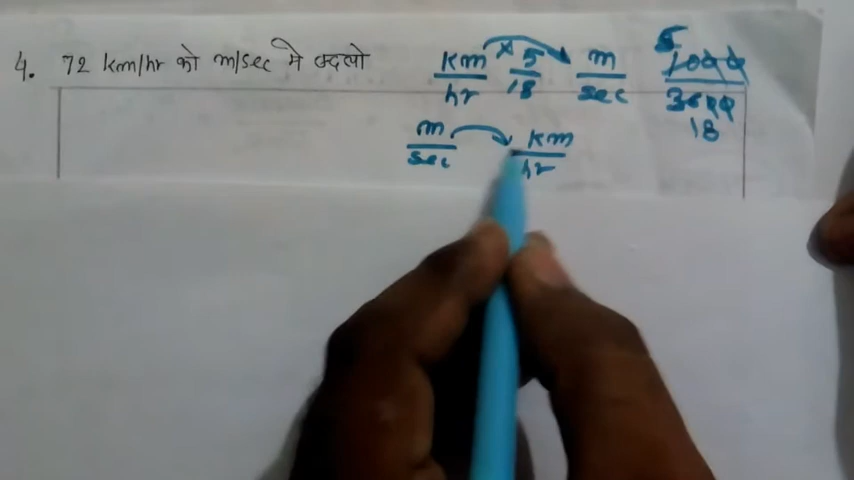 4. 72 km/hr को m/sec मे बदलो
km/hr × 5/18 m/sec 1000/3600 5 18
m/sec km/hr